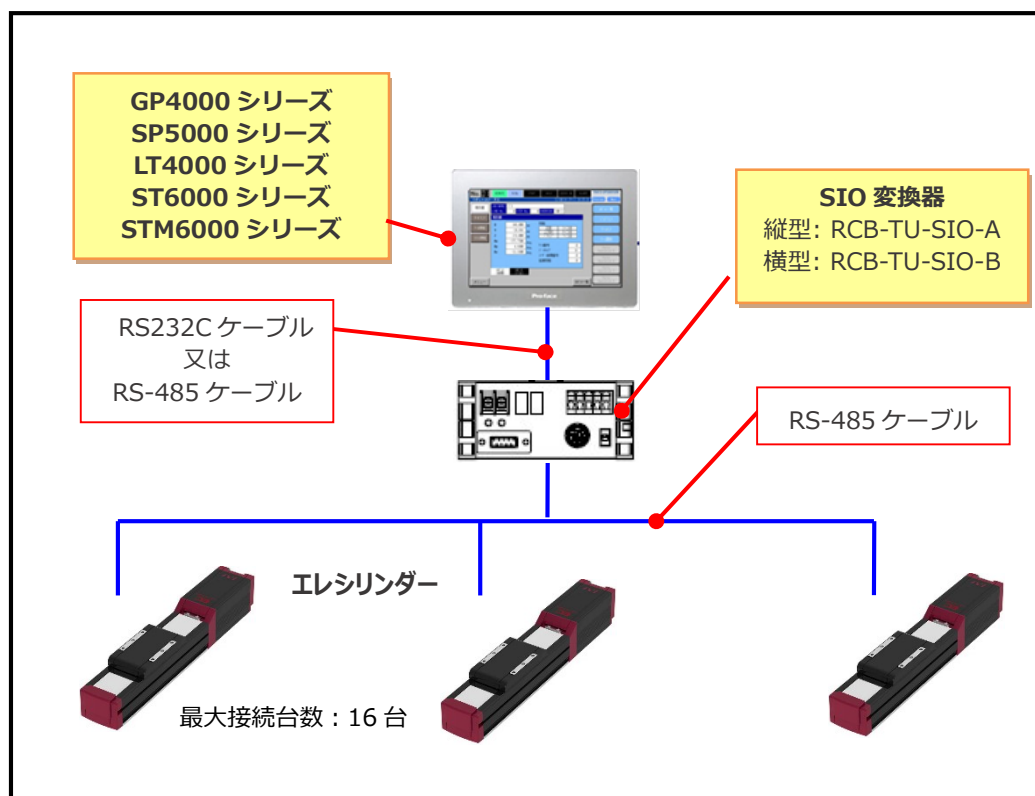 GP4000 シリーズ
SP5000 シリーズ
LT4000 シリーズ
ST6000 シリーズ
STM6000 シリーズ
SIO 変換器
縦型: RCB-TU-SIO-A
横型: RCB-TU-SIO-B
Pro-face
RS232C ケーブル
又は
RS-485 ケーブル
RS-485 ケーブル
エレシリンダー
最大接続台数：16 台